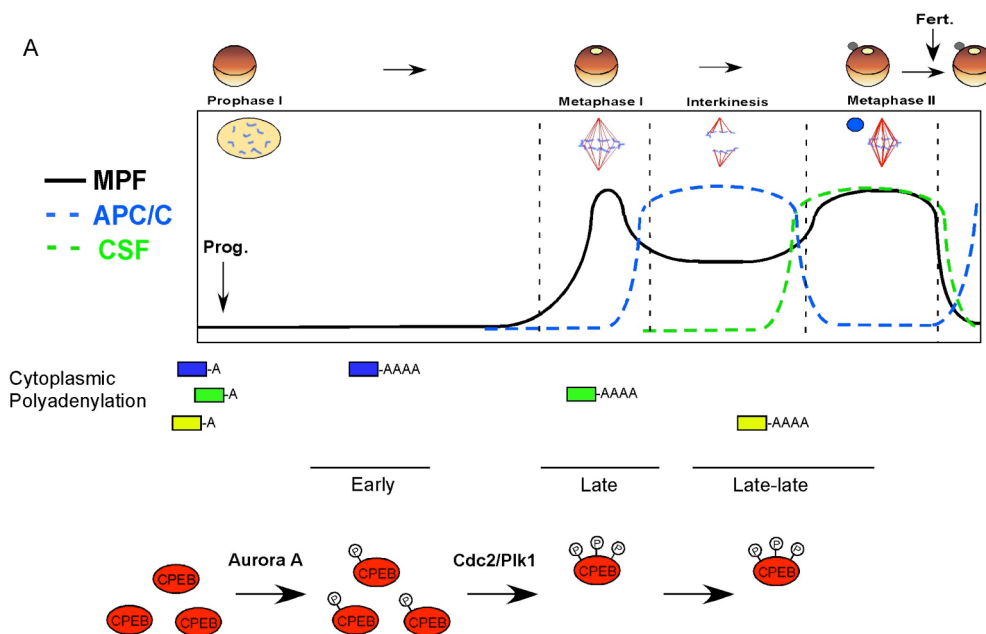 A
Fert.
Prophase I
Metaphase I
Interkinesis
Metaphase II
MPF
APC/C
CSF
Prog.
Cytoplasmic
Polyadenylation
-A
-AAAA
-A
-AAAA
-A
-AAAA
Early
Late
Late-late
Aurora A
Cdc2/Plk1
P
CPEB
CPEB
CPEB
P
CPEB
P
CPEB
P
CPEB
P P P
CPEB
P P P
CPEB